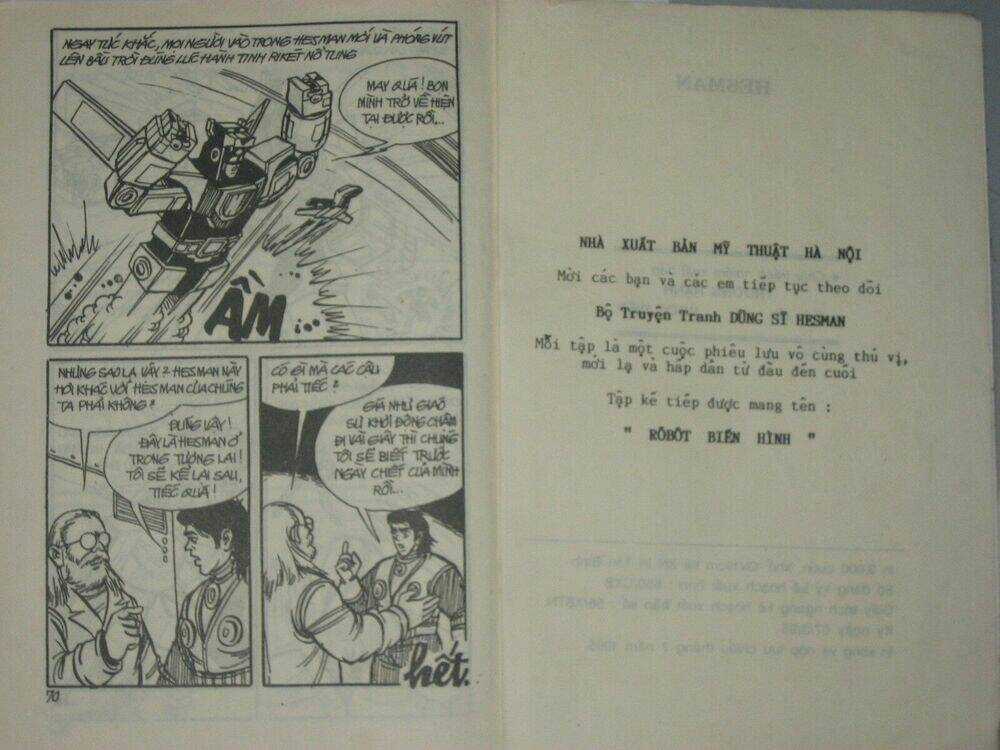 NGAY TỨC KHẮC, MỌI NGƯỜI VÀO TRONG HESMAN MỚI VÀ PHÓNG VÚT
LÊN BẦU TRỜI ĐÚNG LÚC HÀNH TINH RIKET NỔ TUNG
MAY QUÁ! BỌN
MÌNH TRỞ VỀ HIỆN
TẠI ĐƯỢC RỒI...
ẦM...
NHƯNG SAO LẠ VẬY? HESMAN NÀY
HƠI KHÁC VỚI HESMAN CỦA CHÚNG
TA PHẢI KHÔNG?
ĐÚNG VẬY!
ĐÂY LÀ HESMAN Ở
TRONG TƯƠNG LAI!
TÔI SẼ KỂ LẠI SAU,
TIẾC QUÁ!
CÓ GÌ MÀ CÁC CẬU
PHẢI TIẾC?
GIÁ NHƯ GIÁO
SƯ KHỞI ĐỘNG CHẬM
ĐI VÀI GIÂY THÌ CHÚNG
TÔI SẼ BIẾT TRƯỚC
NGAY CHẾT CỦA MÌNH
RỒI...
hết.
70
HESMAN
NHÀ XUẤT BẢN MỸ THUẬT HÀ NỘI
Mời các bạn và các em tiếp tục theo dõi
Bộ Truyện Tranh DŨNG SĨ HESMAN
Mỗi tập là một cuộc phiêu lưu vô cùng thú vị,
mới lạ và hấp dẫn từ đầu đến cuối
Tập kế tiếp được mang tên :
" RÔBÔT BIẾN HÌNH "